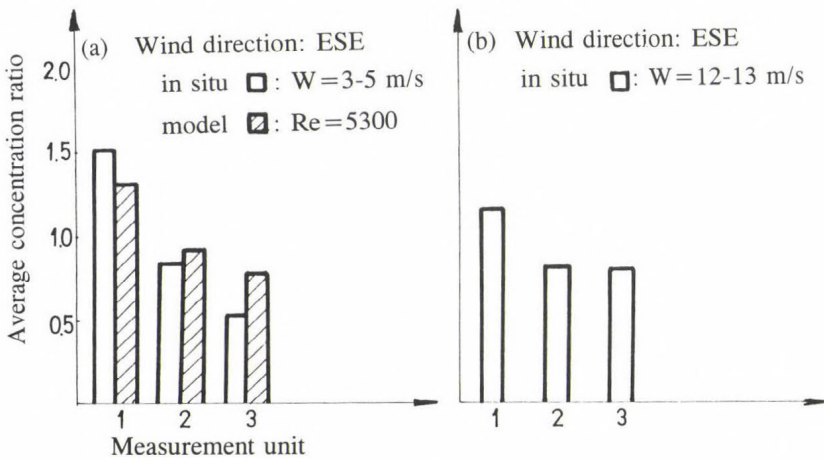 (a) Wind direction: ESE
in situ : W=3-5 m/s
model : Re=5300
Average concentration ratio
2.0
1.5
1.0
0.5
1 2 3
Measurement unit
(b) Wind direction: ESE
in situ : W=12-13 m/s
1 2 3